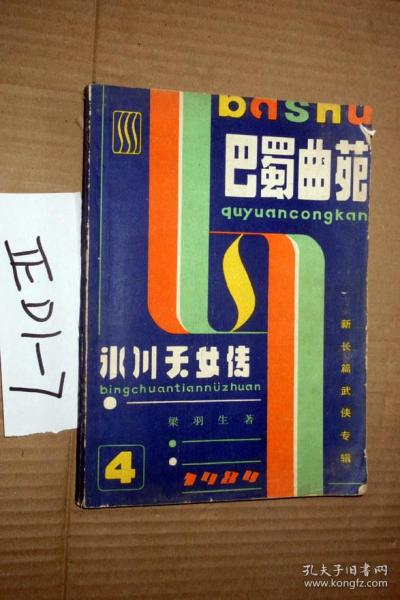 bashu
巴蜀曲苑
quyuancongkan
冰川天女传
bingchuantiannüzhuan
梁羽生著
新长篇武侠专辑
4
1984
正D1-7
孔夫子旧书网
www.kongfz.com